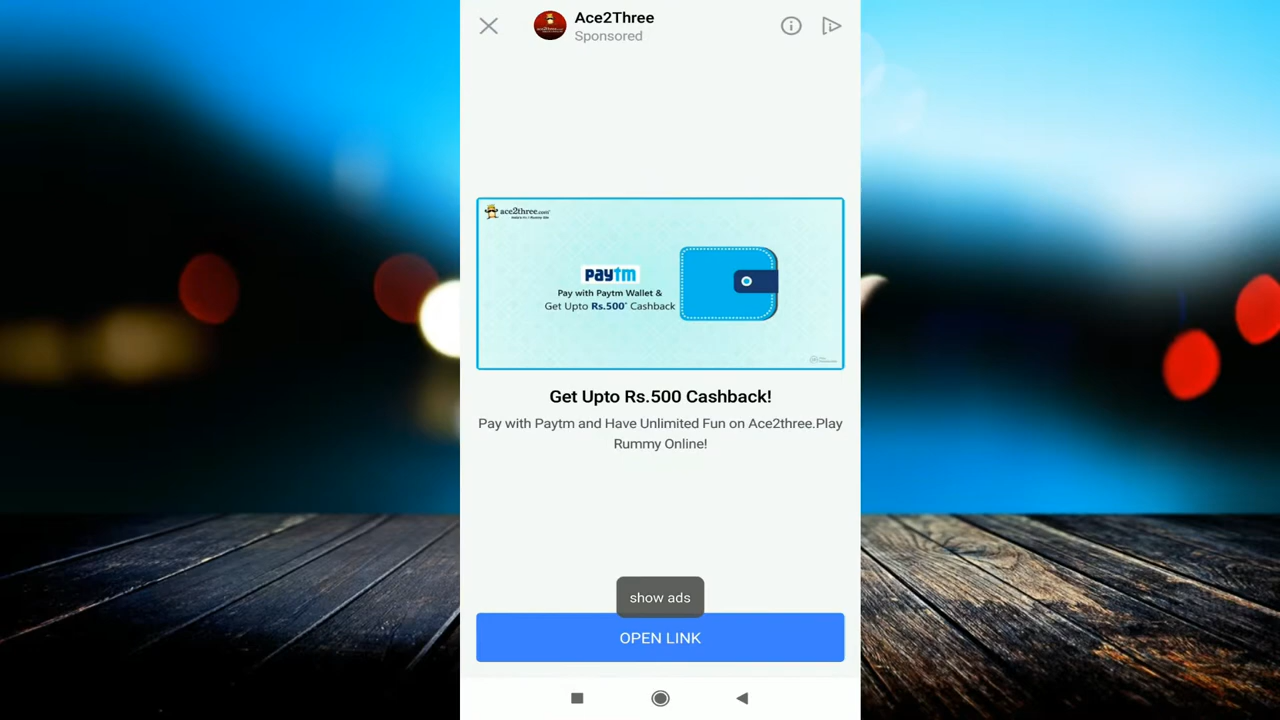 Ace2Three
Sponsored
ace2three.com
paytm
Pay with Paytm Wallet &
Get Upto Rs.500* Cashback
Get Upto Rs.500 Cashback!
Pay with Paytm and Have Unlimited Fun on Ace2three.Play
Rummy Online!
show ads
OPEN LINK